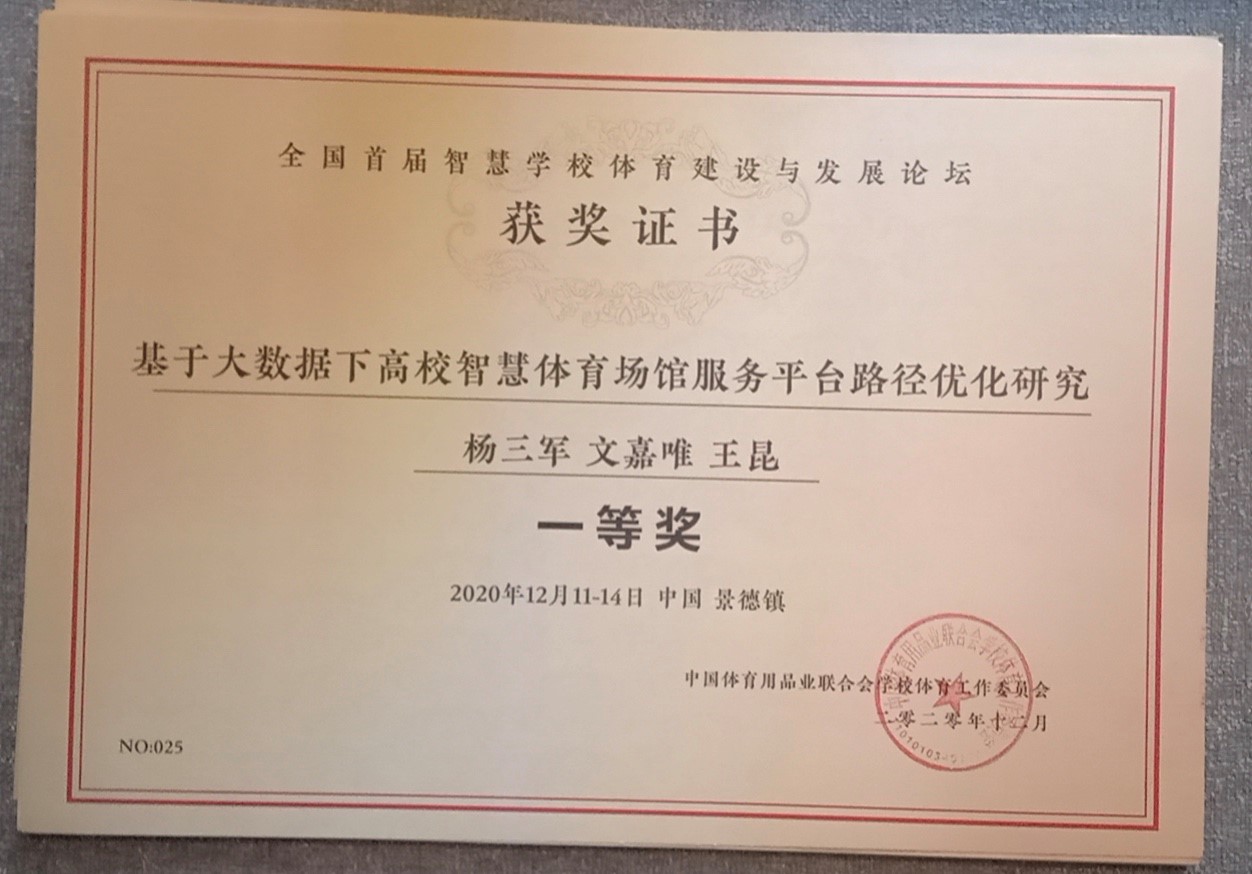 全国首届智慧学校体育建设与发展论坛
获奖证书
基于大数据下高校智慧体育场馆服务平台路径优化研究
杨三军 文嘉唯 王昆
一等奖
2020年12月11-14日 中国 景德镇
中国体育用品业联合会学校体育工作委员会
二零二零年十二月
NO:025